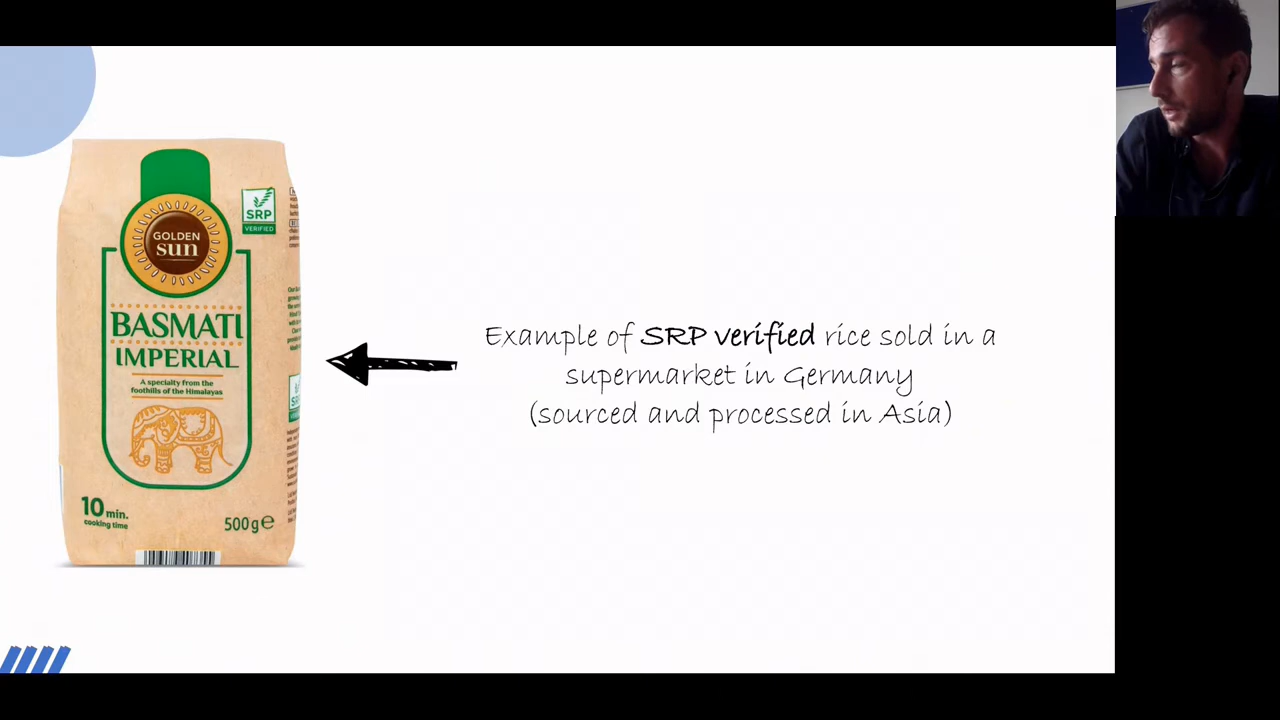 SRP
VERIFIED
GOLDEN
sun
BASMATI
IMPERIAL
A specialty from the
foothills of the Himalayas
10 min.
cooking time
500g e
Example of SRP verified rice sold in a
supermarket in Germany
(sourced and processed in Asia)